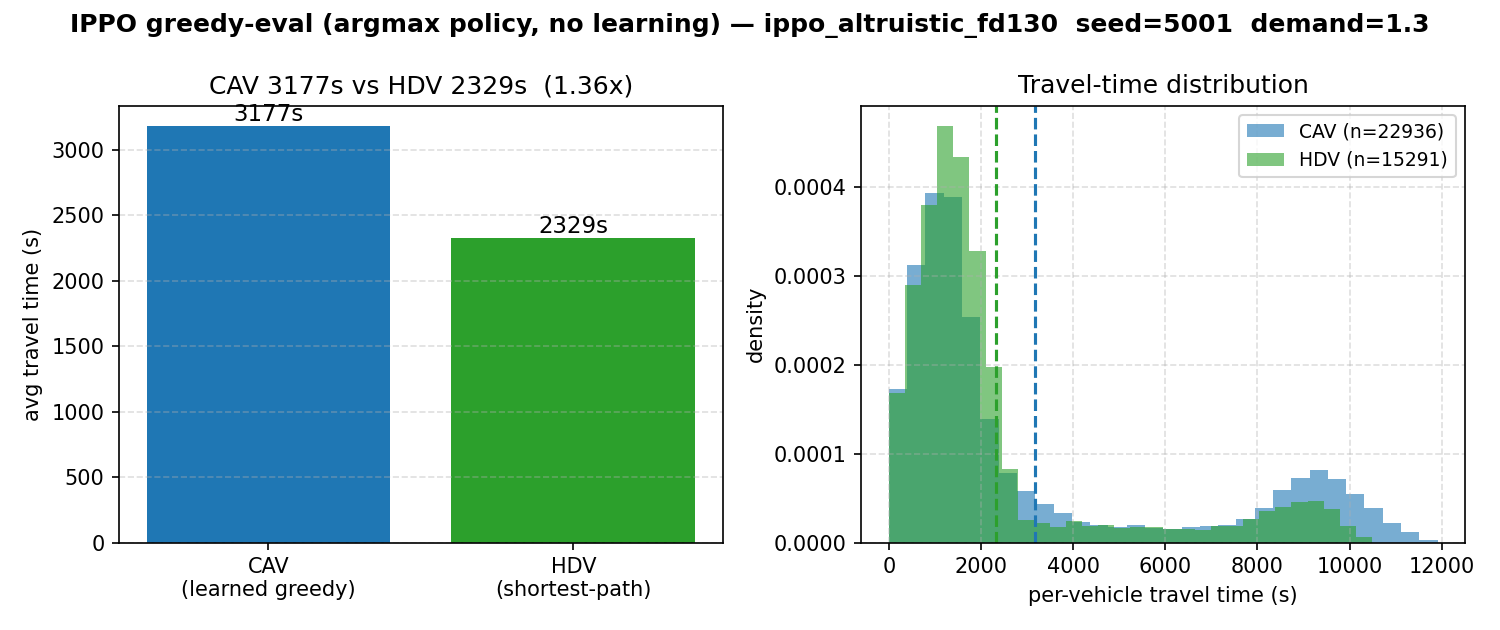 IPPO greedy-eval (argmax policy, no learning) — ippo_altruistic_fd130 seed=5001 demand=1.3
CAV 3177s vs HDV 2329s (1.36x)
3177s
2329s
avg travel time (s)
3000
2500
2000
1500
1000
500
0
CAV
(learned greedy)
HDV
(shortest-path)
Travel-time distribution
CAV (n=22936)
HDV (n=15291)
density
0.0004
0.0003
0.0002
0.0001
0.0000
0 2000 4000 6000 8000 10000 12000
per-vehicle travel time (s)